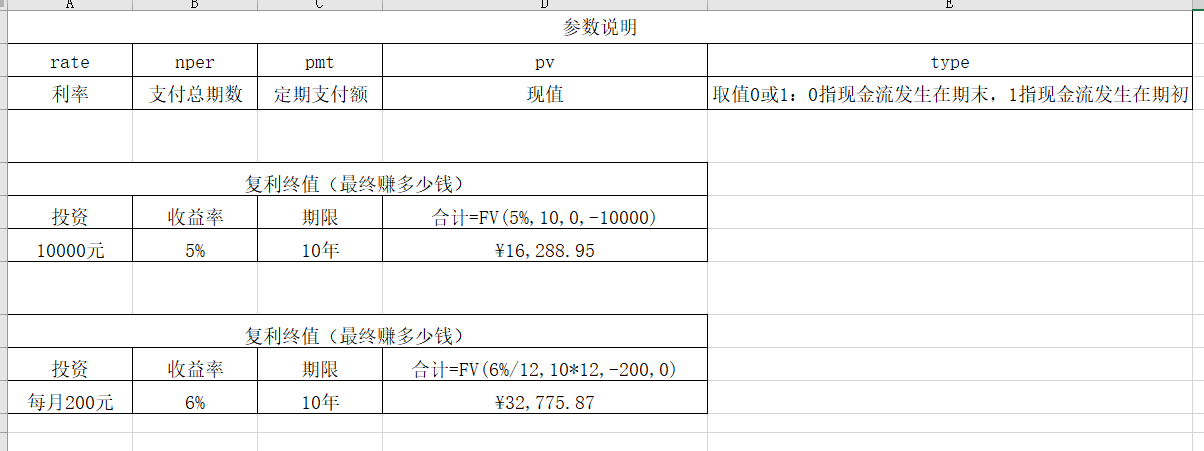 A B C D E
参数说明
rate nper pmt pv type
利率 支付总期数 定期支付额 现值 取值0或1：0指现金流发生在期末，1指现金流发生在期初
复利终值（最终赚多少钱）
投资 收益率 期限 合计=FV(5%,10,0,-10000)
10000元 5% 10年 ¥16,288.95
复利终值（最终赚多少钱）
投资 收益率 期限 合计=FV(6%/12,10*12,-200,0)
每月200元 6% 10年 ¥32,775.87